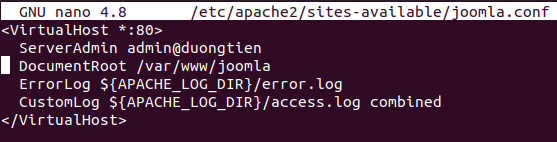 GNU nano 4.8 /etc/apache2/sites-available/joomla.conf
<VirtualHost *:80>
ServerAdmin admin@duongtien
DocumentRoot /var/www/joomla
ErrorLog ${APACHE_LOG_DIR}/error.log
CustomLog ${APACHE_LOG_DIR}/access.log combined
</VirtualHost>